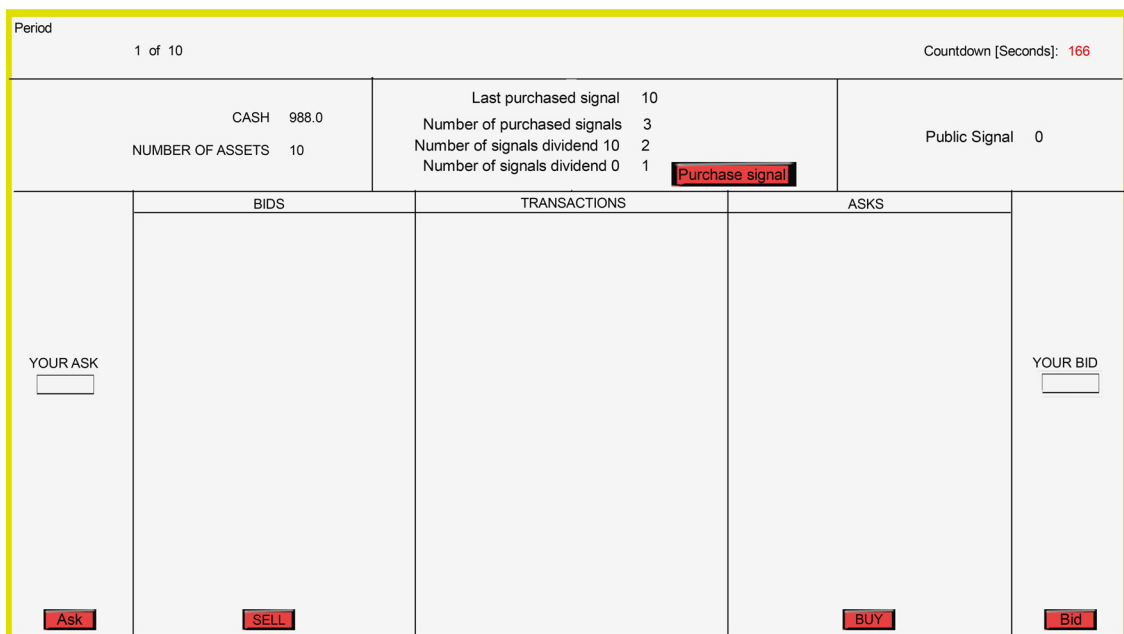 Period
1 of 10
Countdown [Seconds]: 166
CASH 988.0
NUMBER OF ASSETS 10
Last purchased signal 10
Number of purchased signals 3
Number of signals dividend 10 2
Number of signals dividend 0 1
Purchase signal
Public Signal 0
BIDS
TRANSACTIONS
ASKS
YOUR ASK
YOUR BID
Ask
SELL
BUY
Bid